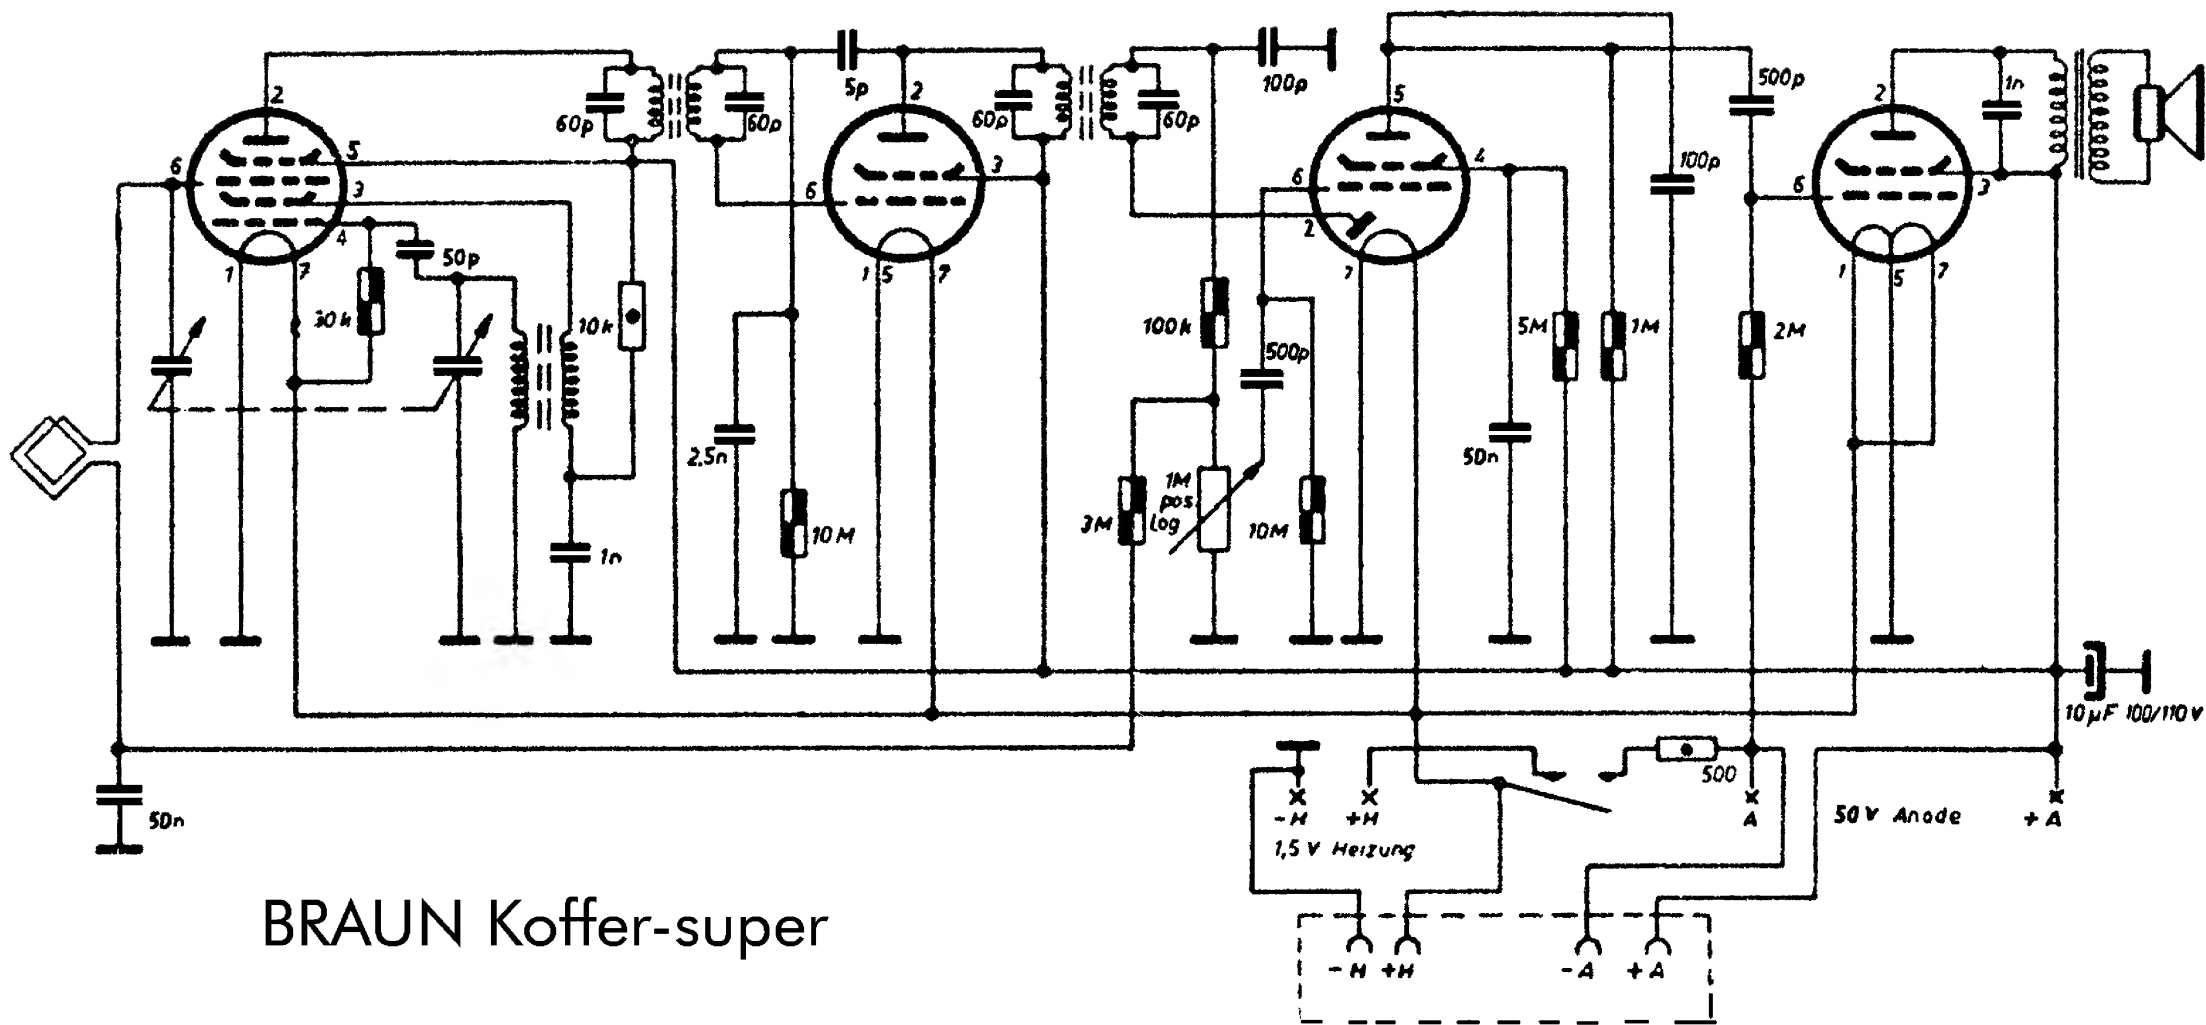 2
6
5
3
4
1
7
30k
50p
10k
1n
60p
60p
5p
2
3
6
1
5
7
2,5n
10M
60p
60p
100p
100k
500p
3M
1M
pos.
log
10M
5
4
6
2
1
50n
5M
1M
100p
500p
2M
2
6
3
1
5
7
1n
10µF 100/110V
50n
500
-H
+H
A
50 V Anode
+A
1,5 V Heizung
-H +H
-A
+A
BRAUN Koffer-super